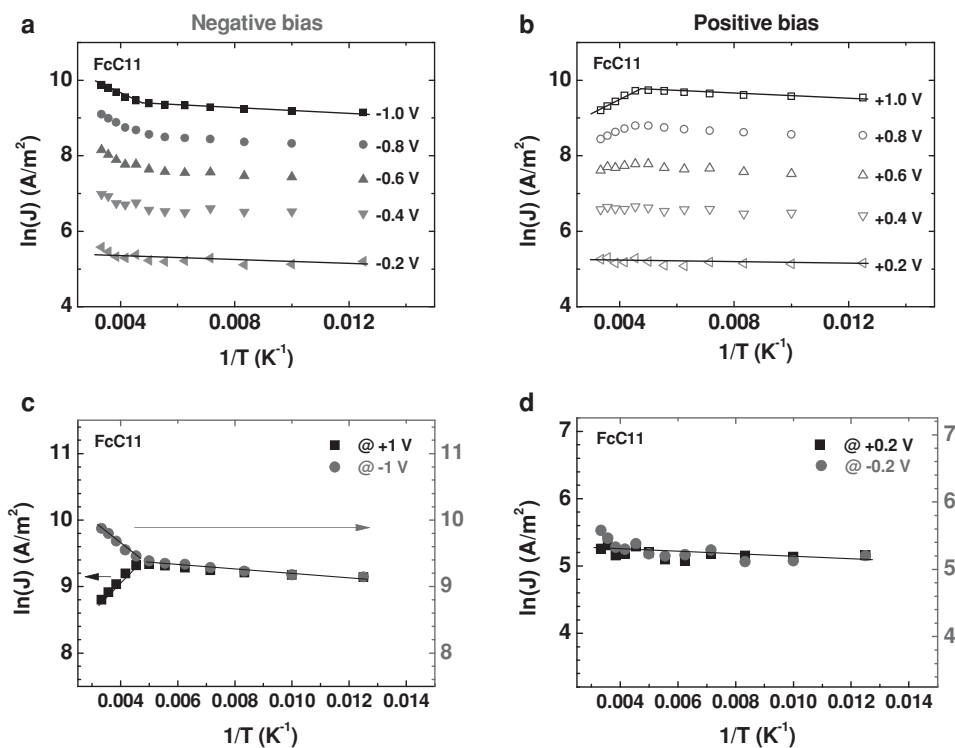 a
Negative bias
b
Positive bias
FcC11
10
8
6
4
ln(J) (A/m²)
-1.0 V
-0.8 V
-0.6 V
-0.4 V
-0.2 V
0.004
0.008
0.012
1/T (K⁻¹)
FcC11
10
8
6
4
ln(J) (A/m²)
+1.0 V
+0.8 V
+0.6 V
+0.4 V
+0.2 V
0.004
0.008
0.012
1/T (K⁻¹)
c
FcC11
@ +1 V
@ -1 V
11
10
9
8
ln(J) (A/m²)
11
10
9
8
0.004
0.006
0.008
0.010
0.012
0.014
1/T (K⁻¹)
d
FcC11
@ +0.2 V
@ -0.2 V
7
6
5
4
ln(J) (A/m²)
7
6
5
4
0.004
0.006
0.008
0.010
0.012
0.014
1/T (K⁻¹)